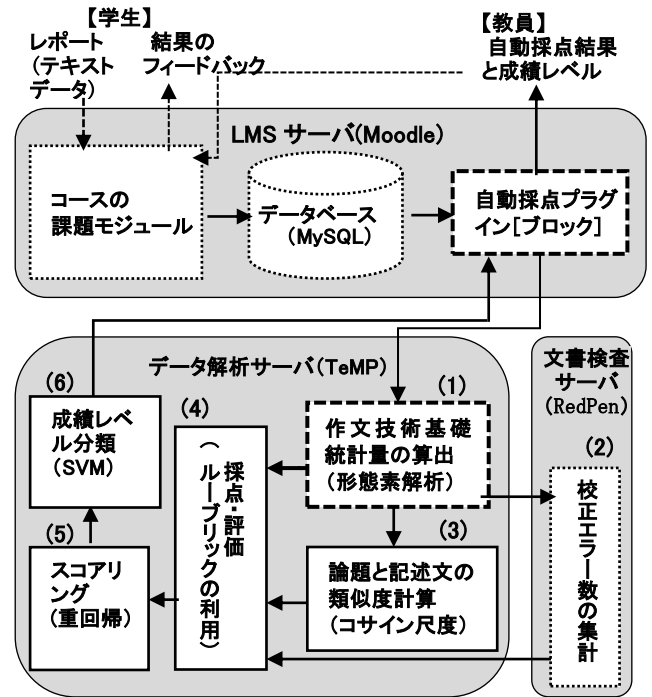 【学生】
レポート
(テキスト
データ)
結果の
フィードバック
【教員】
自動採点結果
と成績レベル
LMS サーバ(Moodle)
コースの
課題モジュール
データベース
(MySQL)
自動採点プラグ
イン[ブロック]
データ解析サーバ(TeMP)
文書検査
サーバ
(RedPen)
(6)
成績レベ
ル分類
(SVM)
(4)
採点・評価
(ルーブリックの利用)
(1)
作文技術基礎
統計量の算出
(形態素解析)
(2)
校正エラー数の集計
(5)
スコアリ
ング
(重回帰)
(3)
論題と記述文の
類似度計算
(コサイン尺度)